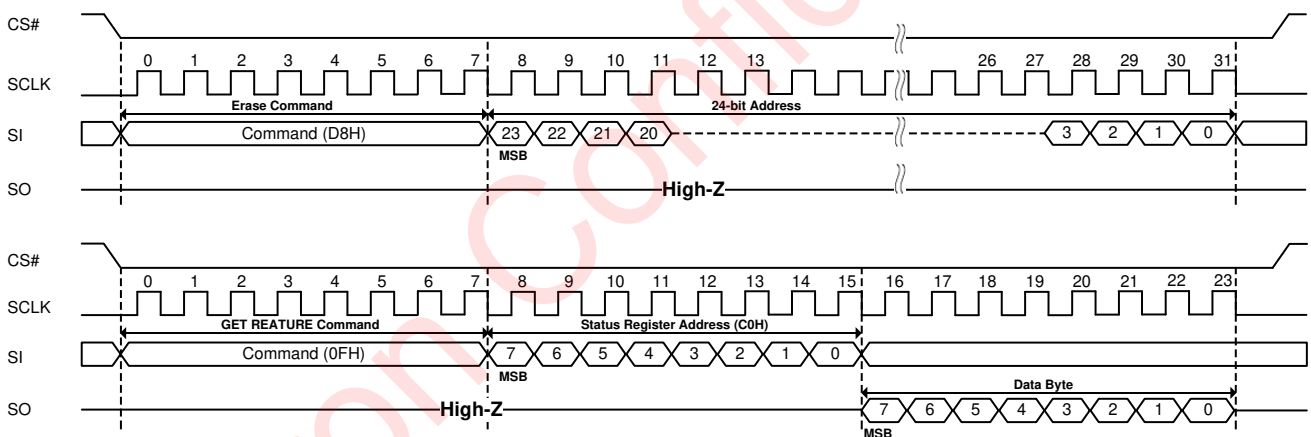 CS#
0 1 2 3 4 5 6 7 8 9 10 11 12 13 26 27 28 29 30 31
SCLK
Erase Command 24-bit Address
SI Command (D8H) 23 22 21 20 3 2 1 0
MSB
SO High-Z
CS#
0 1 2 3 4 5 6 7 8 9 10 11 12 13 14 15 16 17 18 19 20 21 22 23
SCLK
GET REATURE Command Status Register Address (C0H)
SI Command (0FH) 7 6 5 4 3 2 1 0
MSB
Data Byte
SO High-Z 7 6 5 4 3 2 1 0
MSB